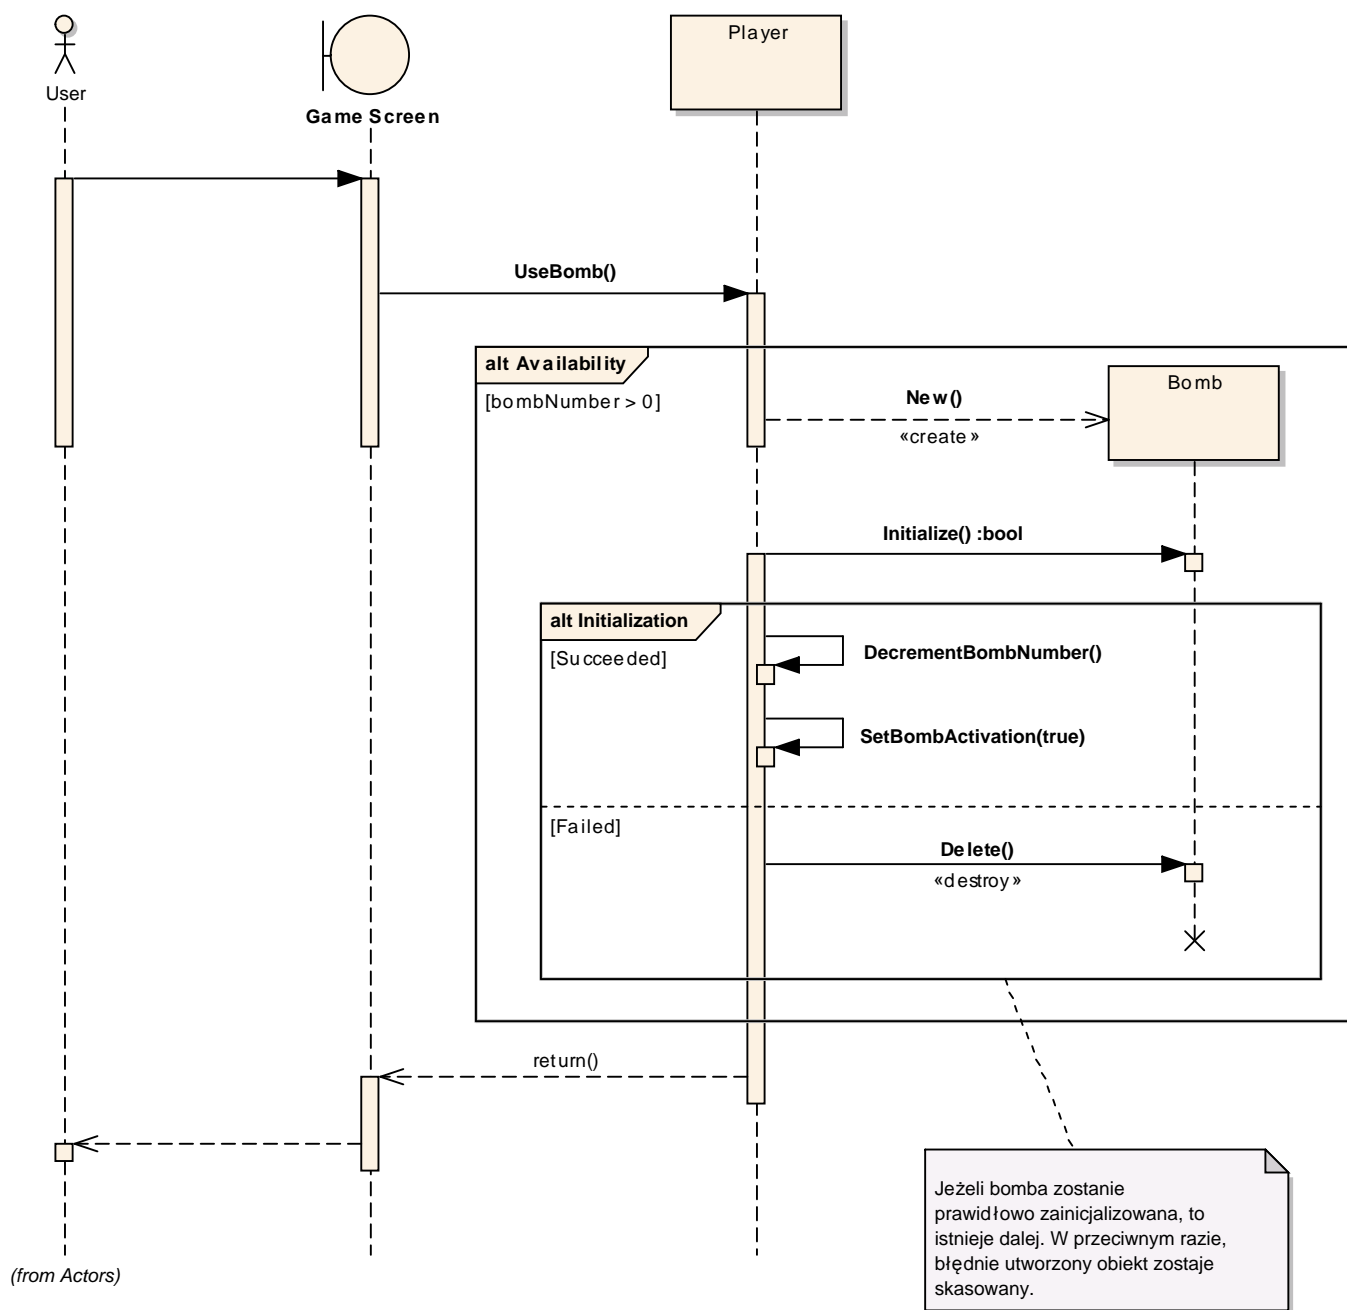 User
Game Screen
Player
UseBomb()
alt Availability
[bombNumber > 0]
New()
«create»
Bomb
Initialize() :bool
alt Initialization
[Succeeded]
DecrementBombNumber()
SetBombActivation(true)
[Failed]
Delete()
«destroy»
return()
Jeżeli bomba zostanie
prawidłowo zainicjalizowana, to
istnieje dalej. W przeciwnym razie,
błędnie utworzony obiekt zostaje
skasowany.
(from Actors)